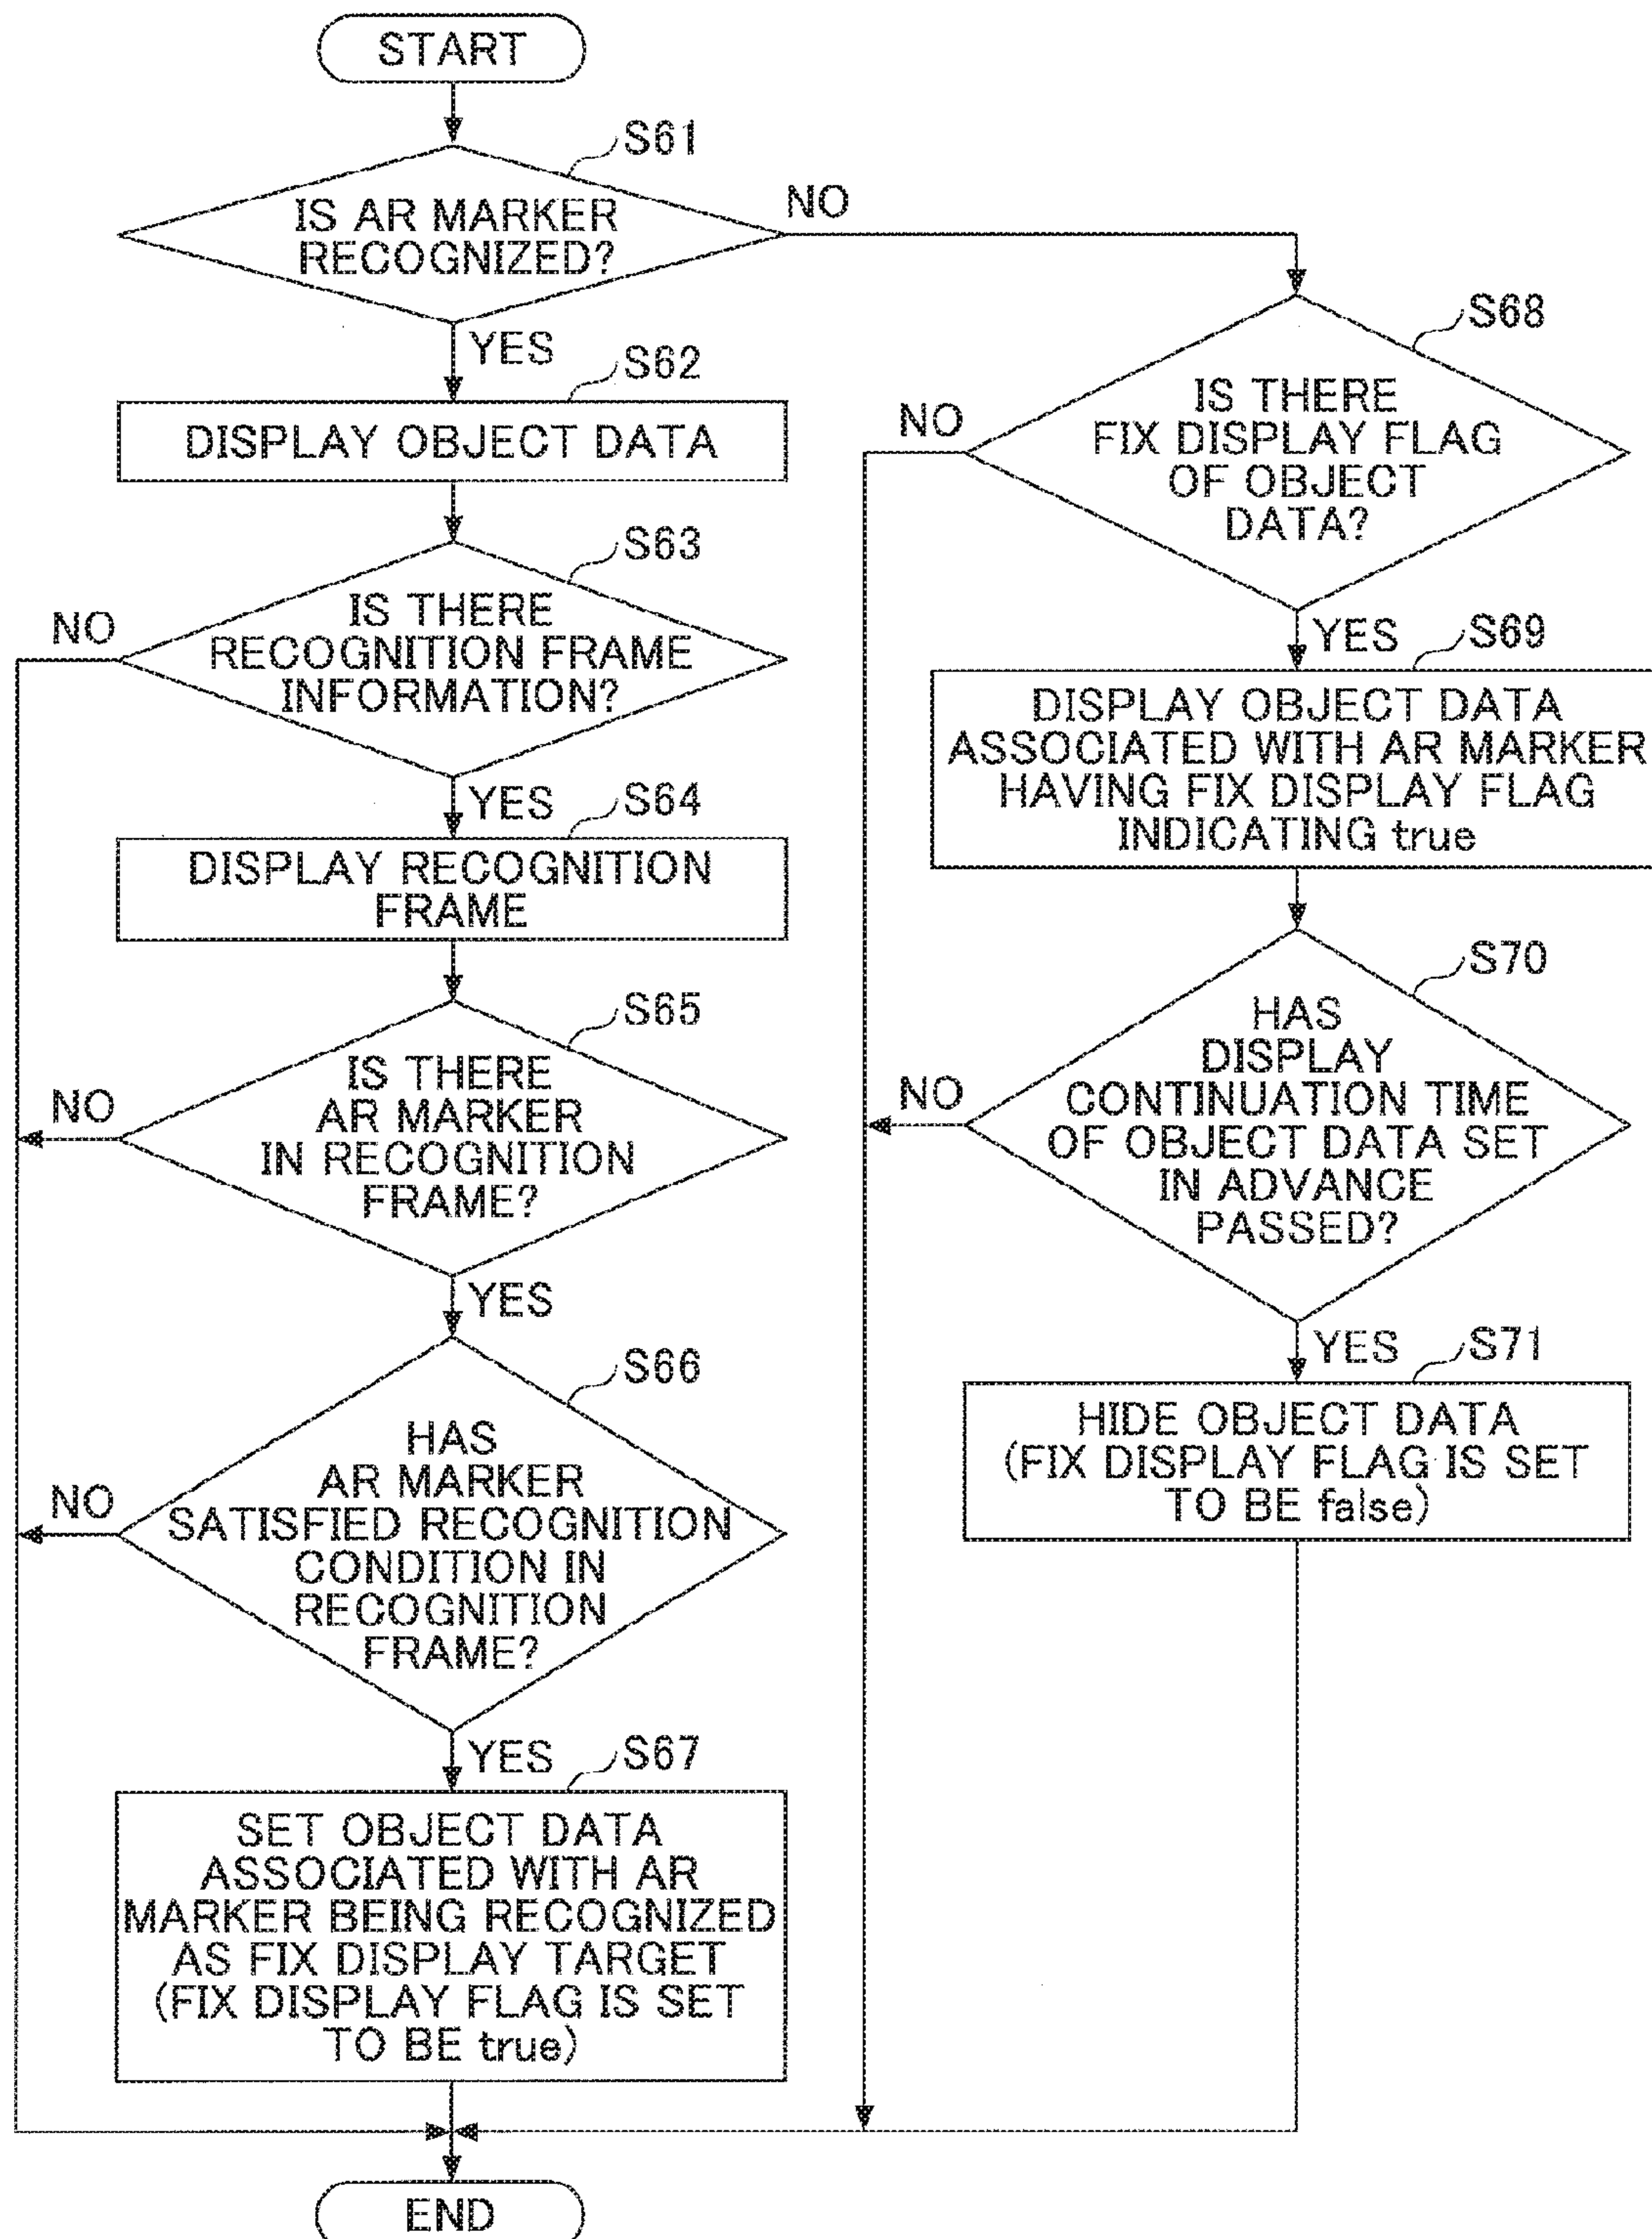 START
S61
IS AR MARKER
RECOGNIZED?
NO
YES
S62
DISPLAY OBJECT DATA
S63
IS THERE
RECOGNITION FRAME
INFORMATION?
NO
YES
S64
DISPLAY RECOGNITION
FRAME
S65
IS THERE
AR MARKER
IN RECOGNITION
FRAME?
NO
YES
S66
HAS
AR MARKER
SATISFIED RECOGNITION
CONDITION IN
RECOGNITION
FRAME?
NO
YES
S67
SET OBJECT DATA
ASSOCIATED WITH AR
MARKER BEING RECOGNIZED
AS FIX DISPLAY TARGET
(FIX DISPLAY FLAG IS SET
TO BE true)
S68
IS THERE
FIX DISPLAY FLAG
OF OBJECT
DATA?
NO
YES
S69
DISPLAY OBJECT DATA
ASSOCIATED WITH AR MARKER
HAVING FIX DISPLAY FLAG
INDICATING true
S70
HAS
DISPLAY
CONTINUATION TIME
OF OBJECT DATA SET
IN ADVANCE
PASSED?
NO
YES
S71
HIDE OBJECT DATA
(FIX DISPLAY FLAG IS SET
TO BE false)
END